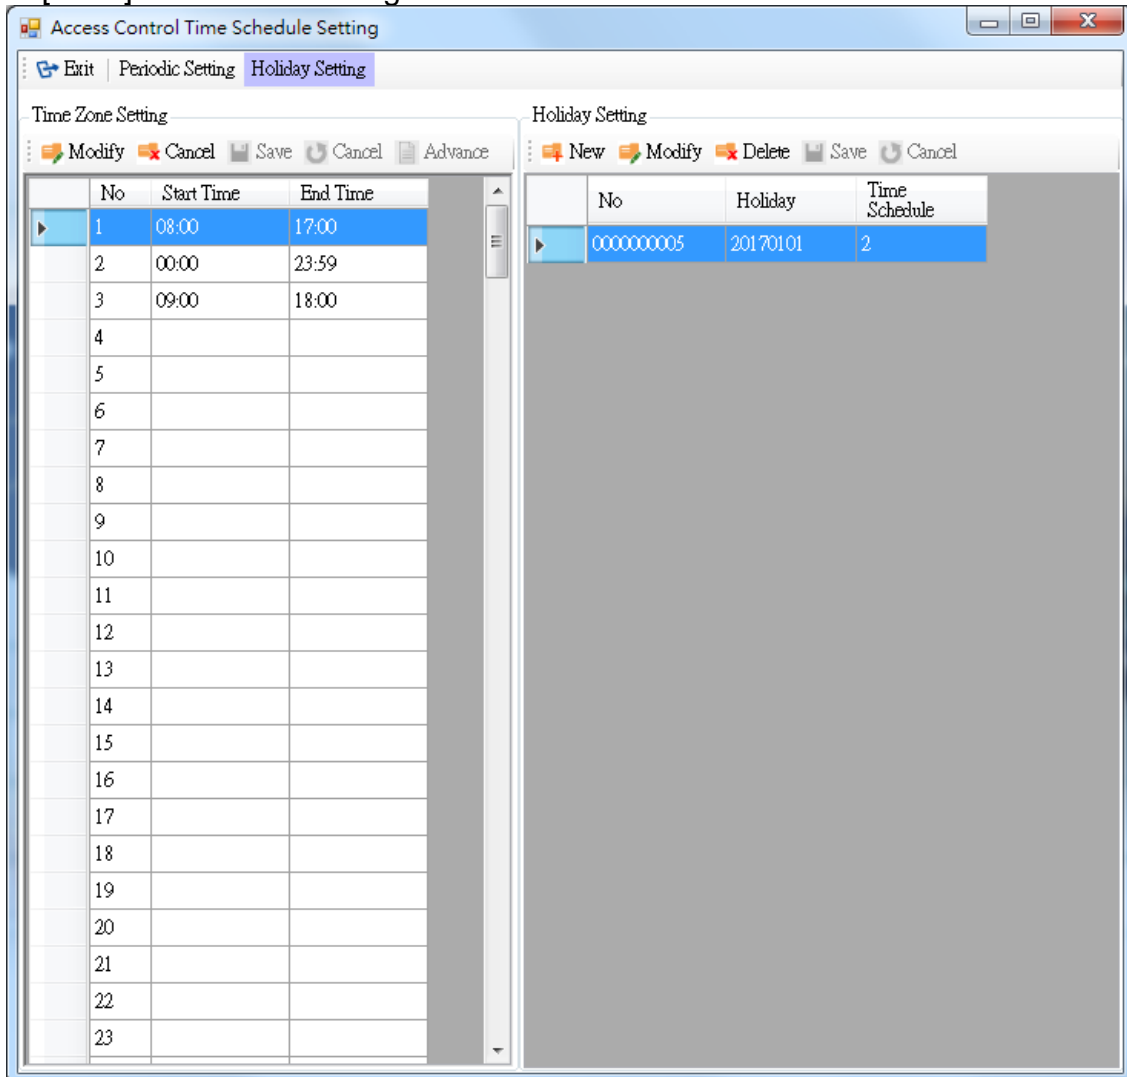 Access Control Time Schedule Setting
Exit Periodic Setting Holiday Setting
Time Zone Setting
Modify Cancel Save Cancel Advance
No Start Time End Time
1 08:00 17:00
2 00:00 23:59
3 09:00 18:00
4
5
6
7
8
9
10
11
12
13
14
15
16
17
18
19
20
21
22
23
Holiday Setting
New Modify Delete Save Cancel
No Holiday Time Schedule
0000000005 20170101 2